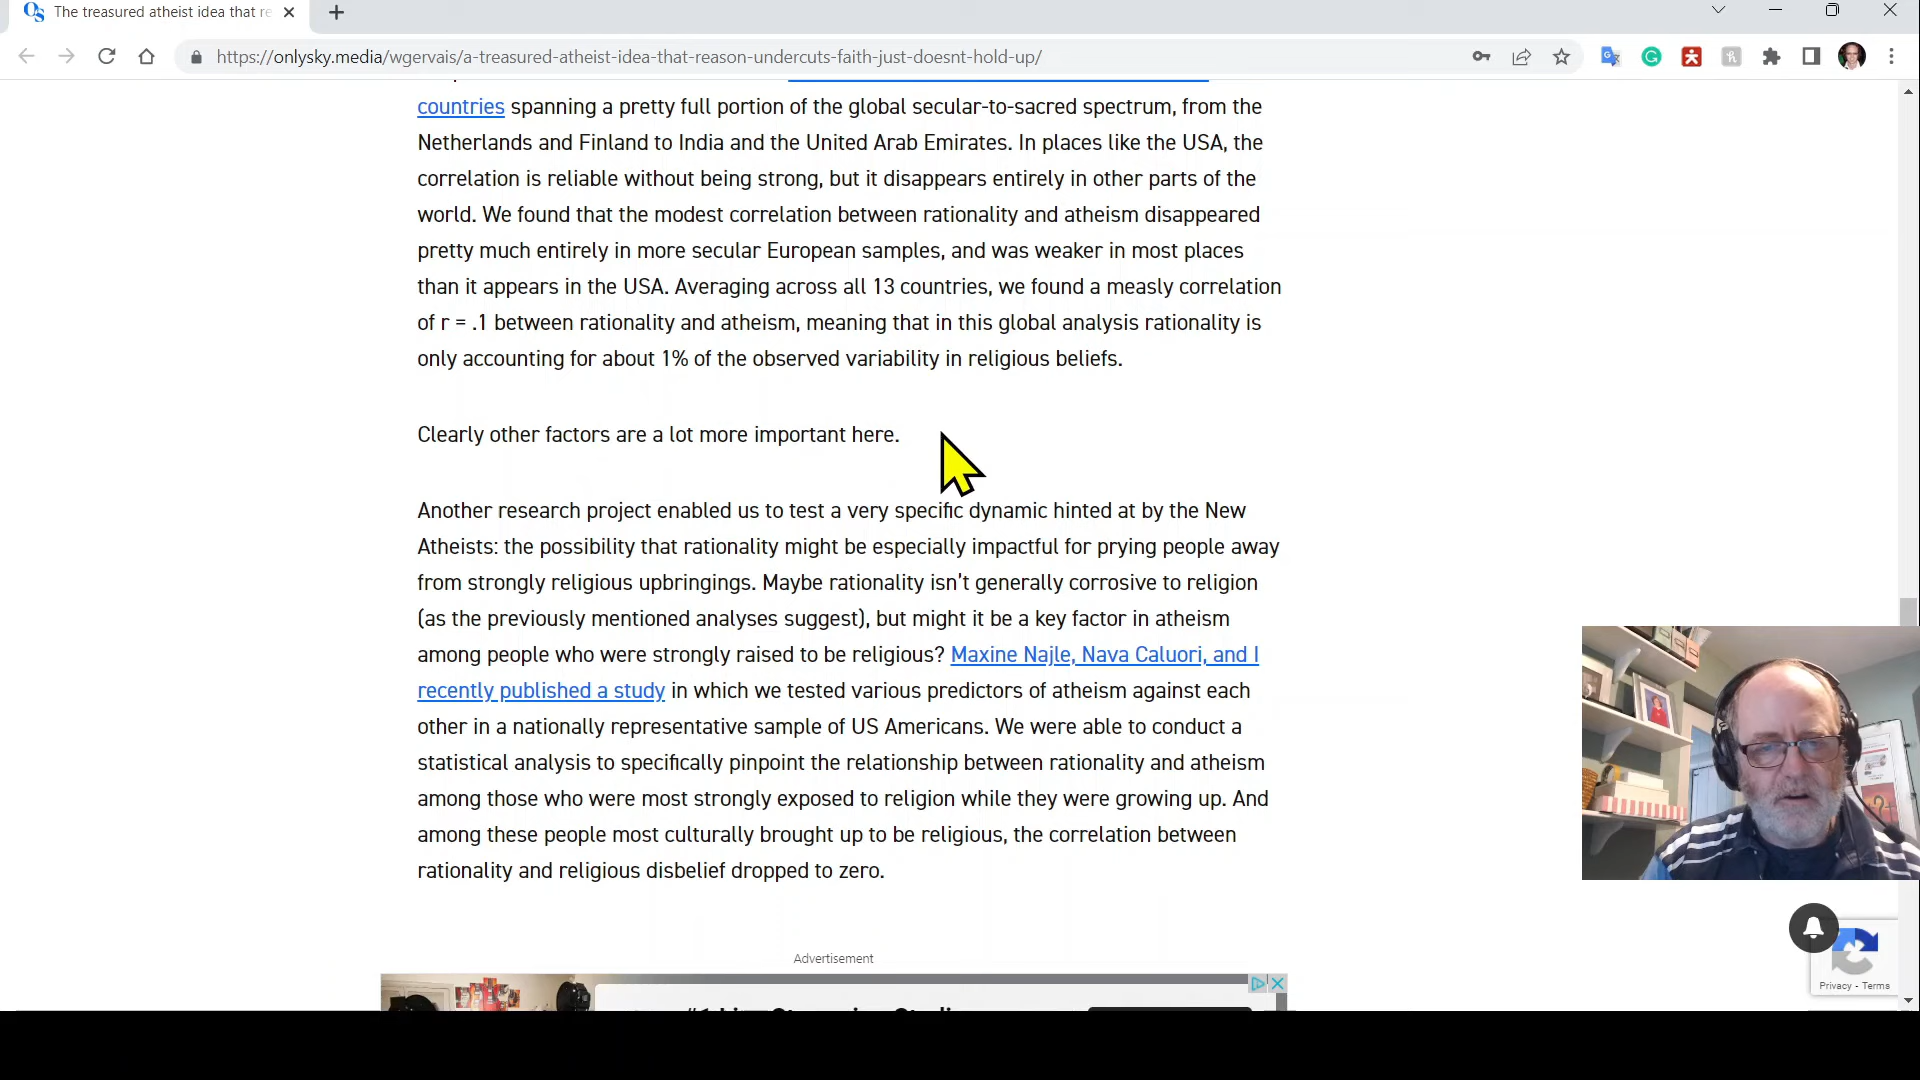 The treasured atheist idea that re
https://onlysky.media/wgervais/a-treasured-atheist-idea-that-reason-undercuts-faith-just-doesnt-hold-up/
countries spanning a pretty full portion of the global secular-to-sacred spectrum, from the
Netherlands and Finland to India and the United Arab Emirates. In places like the USA, the
correlation is reliable without being strong, but it disappears entirely in other parts of the
world. We found that the modest correlation between rationality and atheism disappeared
pretty much entirely in more secular European samples, and was weaker in most places
than it appears in the USA. Averaging across all 13 countries, we found a measly correlation
of r = .1 between rationality and atheism, meaning that in this global analysis rationality is
only accounting for about 1% of the observed variability in religious beliefs.
Clearly other factors are a lot more important here.
Another research project enabled us to test a very specific dynamic hinted at by the New
Atheists: the possibility that rationality might be especially impactful for prying people away
from strongly religious upbringings. Maybe rationality isn’t generally corrosive to religion
(as the previously mentioned analyses suggest), but might it be a key factor in atheism
among people who were strongly raised to be religious? Maxine Najle, Nava Caluori, and I
recently published a study in which we tested various predictors of atheism against each
other in a nationally representative sample of US Americans. We were able to conduct a
statistical analysis to specifically pinpoint the relationship between rationality and atheism
among those who were most strongly exposed to religion while they were growing up. And
among these people most culturally brought up to be religious, the correlation between
rationality and religious disbelief dropped to zero.
Advertisement
Privacy - Terms